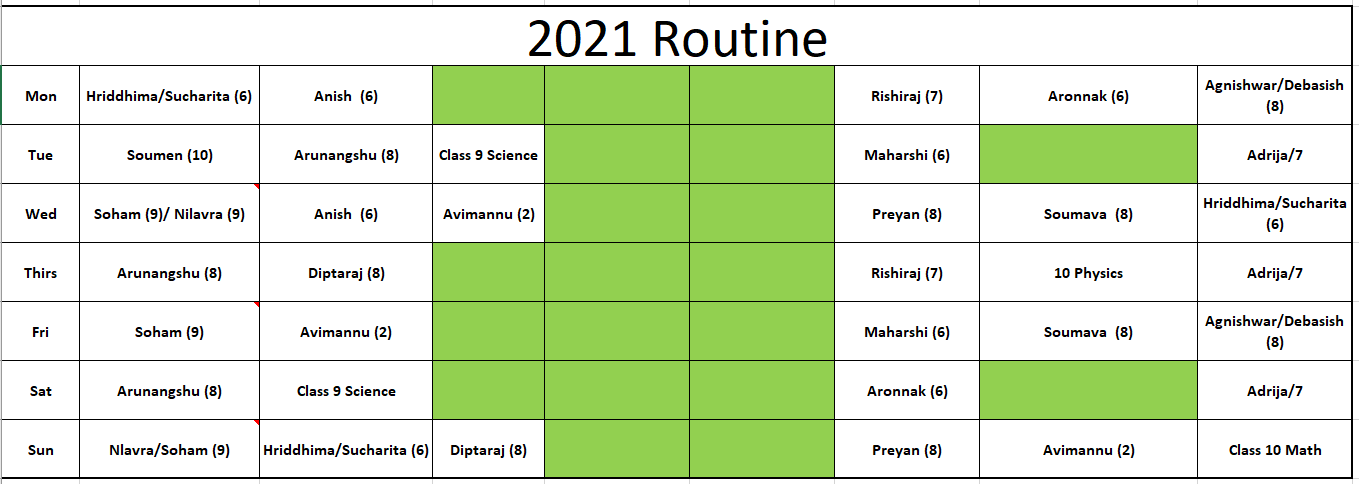 2021 Routine
Mon Hriddhima/Sucharita (6) Anish (6) Rishiraj (7) Aronnak (6) Agnishwar/Debasish (8)
Tue Soumen (10) Arunangshu (8) Class 9 Science Maharshi (6) Adrija/7
Wed Soham (9)/ Nilavra (9) Anish (6) Avimannu (2) Preyan (8) Soumava (8) Hriddhima/Sucharita (6)
Thirs Arunangshu (8) Diptaraj (8) Rishiraj (7) 10 Physics Adrija/7
Fri Soham (9) Avimannu (2) Maharshi (6) Soumava (8) Agnishwar/Debasish (8)
Sat Arunangshu (8) Class 9 Science Aronnak (6) Adrija/7
Sun Nlavra/Soham (9) Hriddhima/Sucharita (6) Diptaraj (8) Preyan (8) Avimannu (2) Class 10 Math